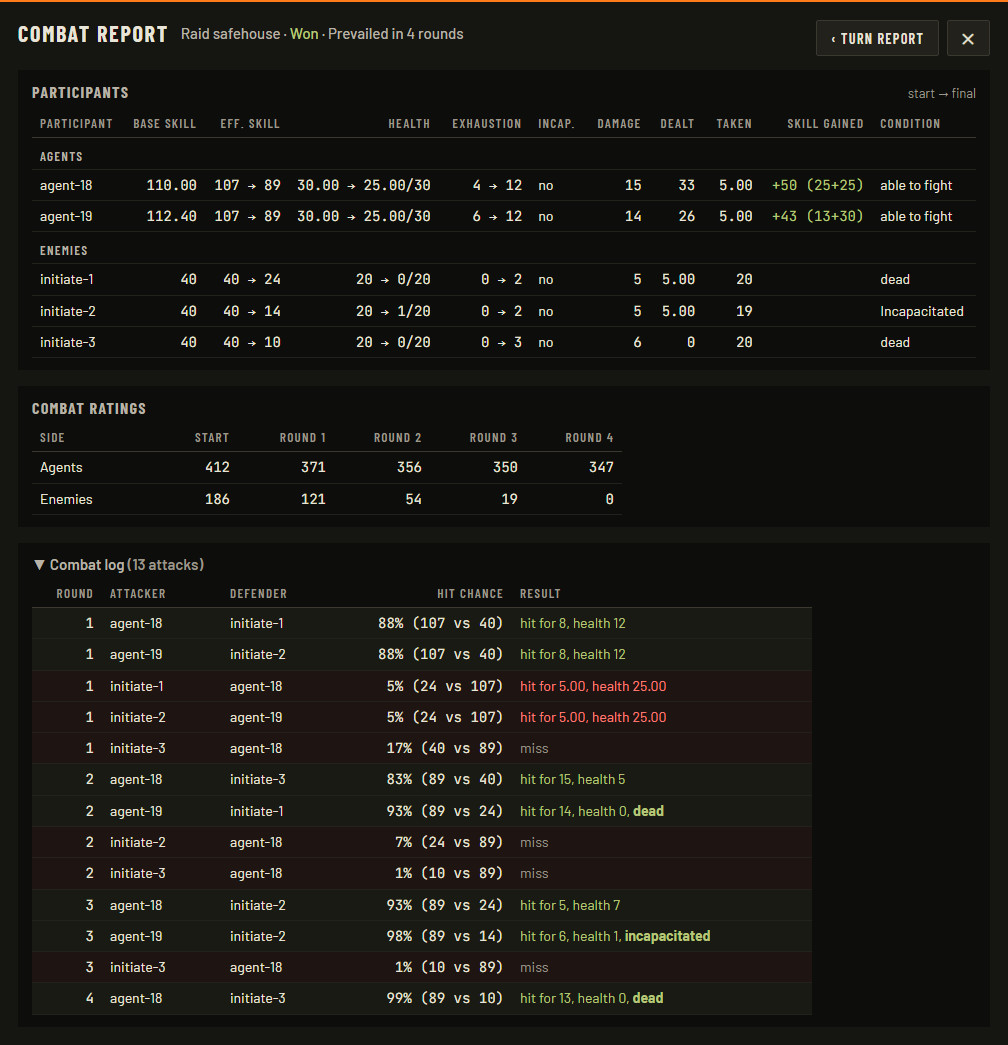 COMBAT REPORT Raid safehouse · Won · Prevailed in 4 rounds ‹ TURN REPORT ✕
PARTICIPANTS start → final
PARTICIPANT BASE SKILL EFF. SKILL HEALTH EXHAUSTION INCAP. DAMAGE DEALT TAKEN SKILL GAINED CONDITION
AGENTS
agent-18 110.00 107 → 89 30.00 → 25.00/30 4 → 12 no 15 33 5.00 +50 (25+25) able to fight
agent-19 112.40 107 → 89 30.00 → 25.00/30 6 → 12 no 14 26 5.00 +43 (13+30) able to fight
ENEMIES
initiate-1 40 40 → 24 20 → 0/20 0 → 2 no 5 5.00 20 dead
initiate-2 40 40 → 14 20 → 1/20 0 → 2 no 5 5.00 19 Incapacitated
initiate-3 40 40 → 10 20 → 0/20 0 → 3 no 6 0 20 dead
COMBAT RATINGS
SIDE START ROUND 1 ROUND 2 ROUND 3 ROUND 4
Agents 412 371 356 350 347
Enemies 186 121 54 19 0
▼ Combat log (13 attacks)
ROUND ATTACKER DEFENDER HIT CHANCE RESULT
1 agent-18 initiate-1 88% (107 vs 40) hit for 8, health 12
1 agent-19 initiate-2 88% (107 vs 40) hit for 8, health 12
1 initiate-1 agent-18 5% (24 vs 107) hit for 5.00, health 25.00
1 initiate-2 agent-19 5% (24 vs 107) hit for 5.00, health 25.00
1 initiate-3 agent-18 17% (40 vs 89) miss
2 agent-18 initiate-3 83% (89 vs 40) hit for 15, health 5
2 agent-19 initiate-1 93% (89 vs 24) hit for 14, health 0, dead
2 initiate-2 agent-18 7% (24 vs 89) miss
2 initiate-3 agent-18 1% (10 vs 89) miss
3 agent-18 initiate-2 93% (89 vs 24) hit for 5, health 7
3 agent-19 initiate-2 98% (89 vs 14) hit for 6, health 1, incapacitated
3 initiate-3 agent-18 1% (10 vs 89) miss
4 agent-18 initiate-3 99% (89 vs 10) hit for 13, health 0, dead